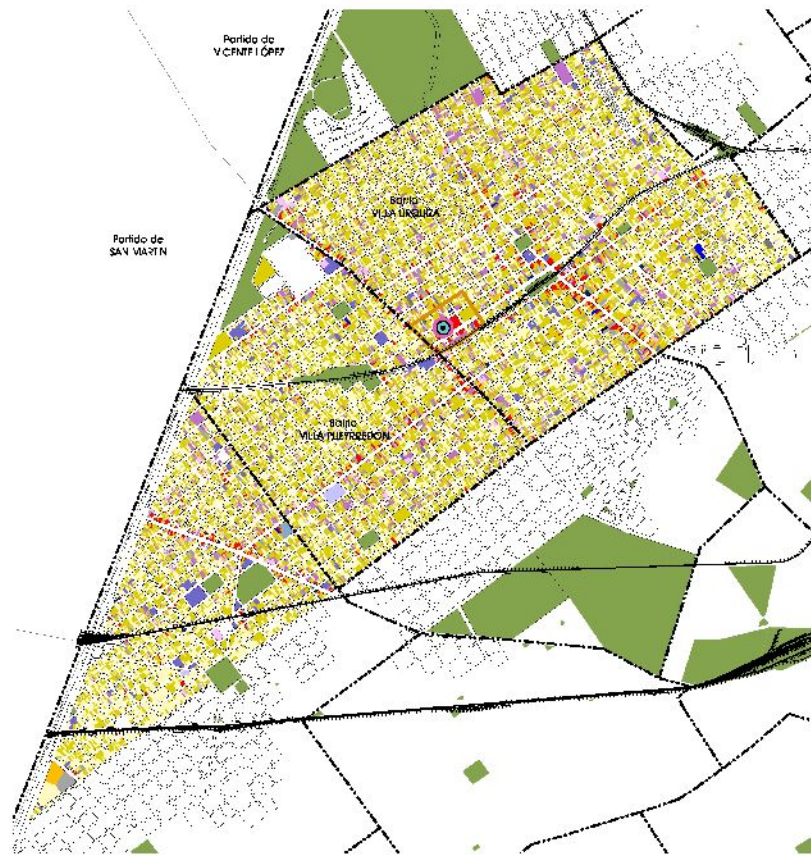 Partido de
VICENTE LÓPEZ
Barrio
VILLA URQUIZA
Partido de
SAN MARTIN
Barrio
VILLA PUEYRREDON